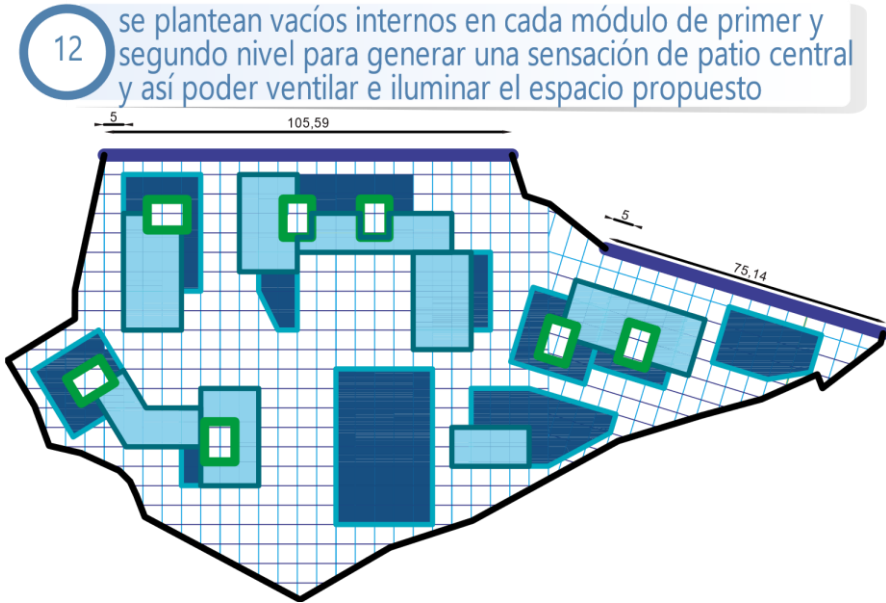 12
se plantean vacíos internos en cada módulo de primer y
segundo nivel para generar una sensación de patio central
y así poder ventilar e iluminar el espacio propuesto
5
105,59
5
75,14